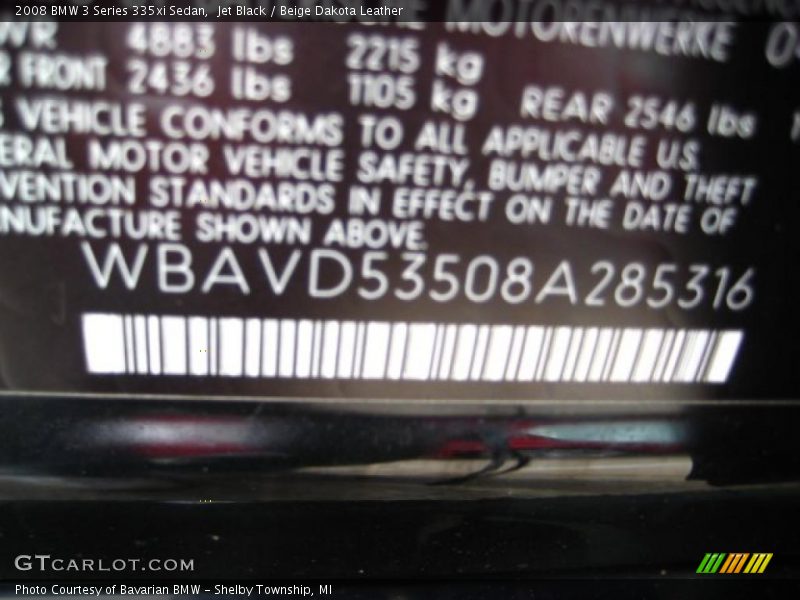 2008 BMW 3 Series 335xi Sedan, Jet Black / Beige Dakota Leather
MOTORENWERKE
4883 lbs 2215 kg
FRONT 2436 lbs 1105 kg REAR 2546 lbs
VEHICLE CONFORMS TO ALL APPLICABLE U.S.
ERAL MOTOR VEHICLE SAFETY, BUMPER AND THEFT
VENTION STANDARDS IN EFFECT ON THE DATE OF
NUFACTURE SHOWN ABOVE.
WBAVD53508A285316
GTCARLOT.COM
Photo Courtesy of Bavarian BMW - Shelby Township, MI